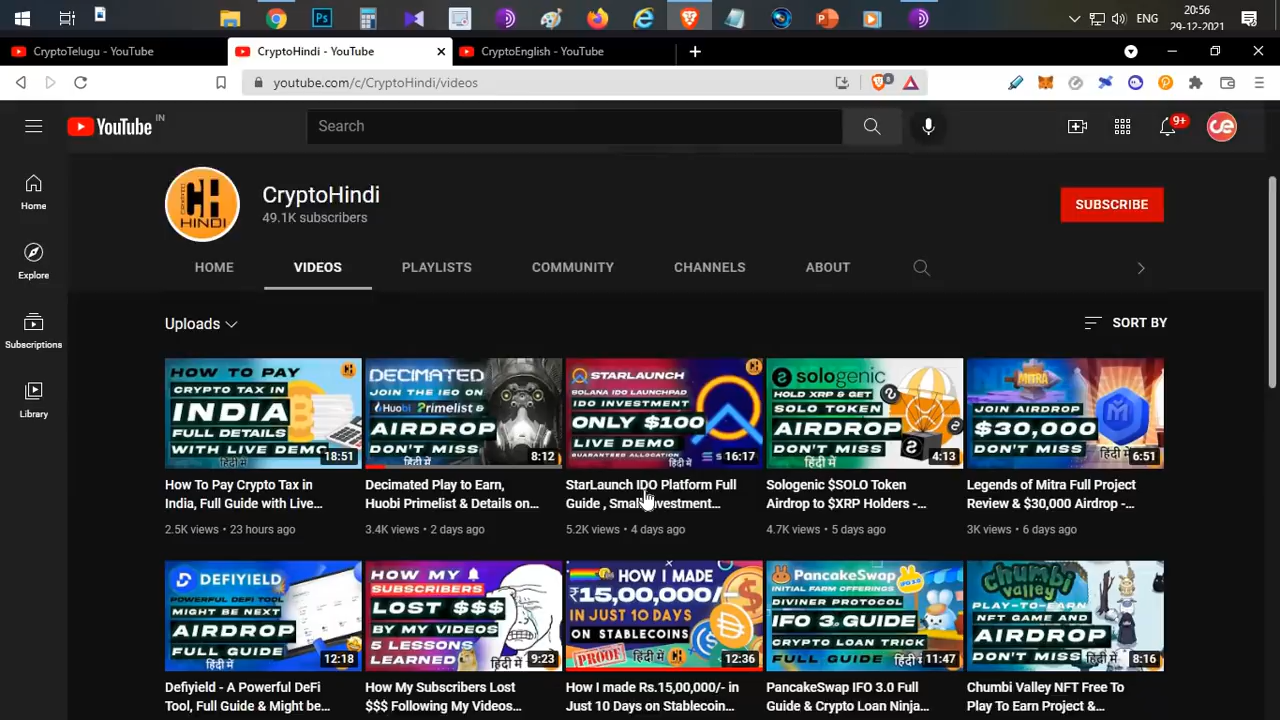 20:56
ENG
29-12-2021
CryptoTelugu - YouTube
CryptoHindi - YouTube
CryptoEnglish - YouTube
youtube.com/c/CryptoHindi/videos
8
YouTube IN
Search
9+
Home
Explore
Subscriptions
Library
CH
HINDI
CryptoHindi
49.1K subscribers
SUBSCRIBE
HOME
VIDEOS
PLAYLISTS
COMMUNITY
CHANNELS
ABOUT
Uploads
SORT BY
HOW TO PAY
CRYPTO TAX IN
INDIA
FULL DETAILS
WITH LIVE DEMO
हिंदी में
18:51
How To Pay Crypto Tax in
India, Full Guide with Live...
2.5K views • 23 hours ago
DECIMATED
JOIN THE IEO ON
Huobi Primelist &
AIRDROP
DON'T MISS
हिंदी में
8:12
Decimated Play to Earn,
Huobi Primelist & Details on...
3.4K views • 2 days ago
STARLAUNCH
SOLANA IDO LAUNCHPAD
IDO INVESTMENT
ONLY $100
LIVE DEMO
GUARANTEED ALLOCATION
हिंदी में
16:17
StarLaunch IDO Platform Full
Guide , Small Investment...
5.2K views • 4 days ago
sologenic
HOLD XRP & GET
SOLO TOKEN
AIRDROP
DON'T MISS
हिंदी में
4:13
Sologenic $SOLO Token
Airdrop to $XRP Holders -...
4.7K views • 5 days ago
MITRA
JOIN AIRDROP
$30,000
DON'T MISS
हिंदी में
6:51
Legends of Mitra Full Project
Review & $30,000 Airdrop -...
3K views • 6 days ago
DEFIYIELD
POWERFUL DEFI TOOL
MIGHT BE NEXT
AIRDROP
FULL GUIDE
हिंदी में
12:18
Defiyield - A Powerful DeFi
Tool, Full Guide & Might be...
HOW MY
SUBSCRIBERS
LOST $$$
BY MY VIDEOS
5 LESSONS
LEARNED
हिंदी में
9:23
How My Subscribers Lost
$$$ Following My Videos...
HOW I MADE
₹15,00,000/-
IN JUST 10 DAYS
ON STABLECOINS
PROOF
हिंदी में
12:36
How I made Rs.15,00,000/- in
Just 10 Days on Stablecoin...
PancakeSwap
INITIAL FARM OFFERINGS
DIVINER PROTOCOL
IFO 3.0 GUIDE
CRYPTO LOAN TRICK
FULL GUIDE
हिंदी में
11:47
PancakeSwap IFO 3.0 Full
Guide & Crypto Loan Ninja...
Chumbi
Valley
PLAY-TO-EARN
NFT GAME AND
AIRDROP
DON'T MISS
हिंदी में
8:16
Chumbi Valley NFT Free To
Play To Earn Project &...